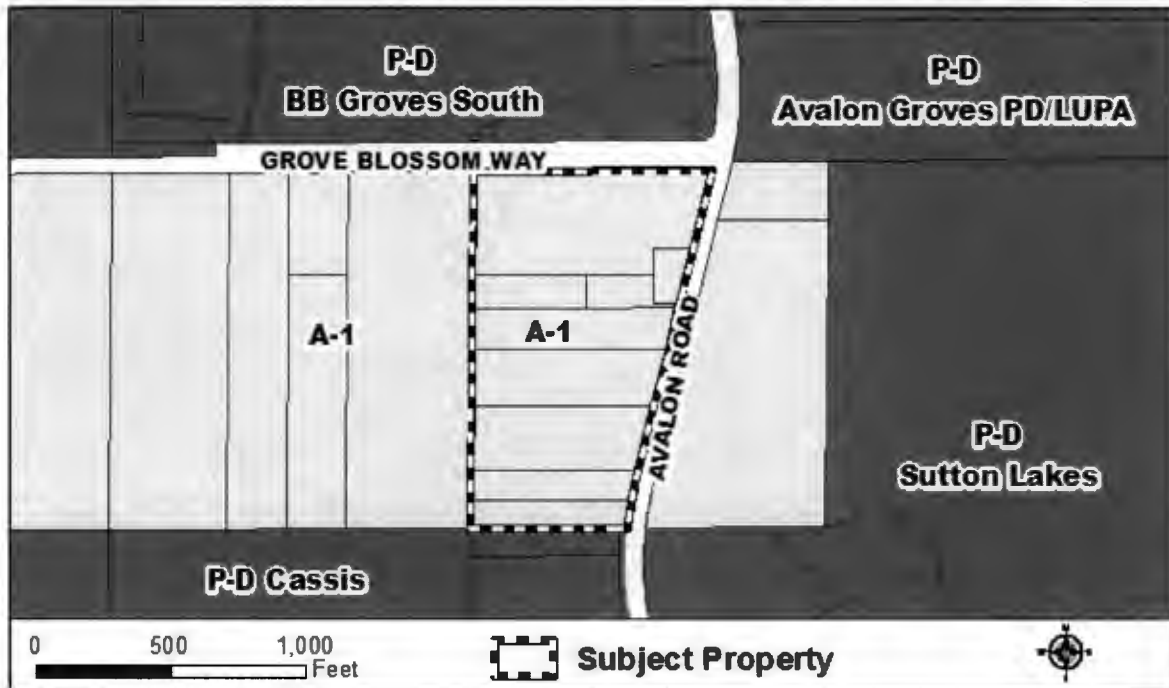 P-D
BB Groves South
P-D
Avalon Groves PD/LUPA
GROVE BLOSSOM WAY
A-1
A-1
AVALON ROAD
P-D
Sutton Lakes
P-D Cassis
0 500 1,000
Feet
Subject Property